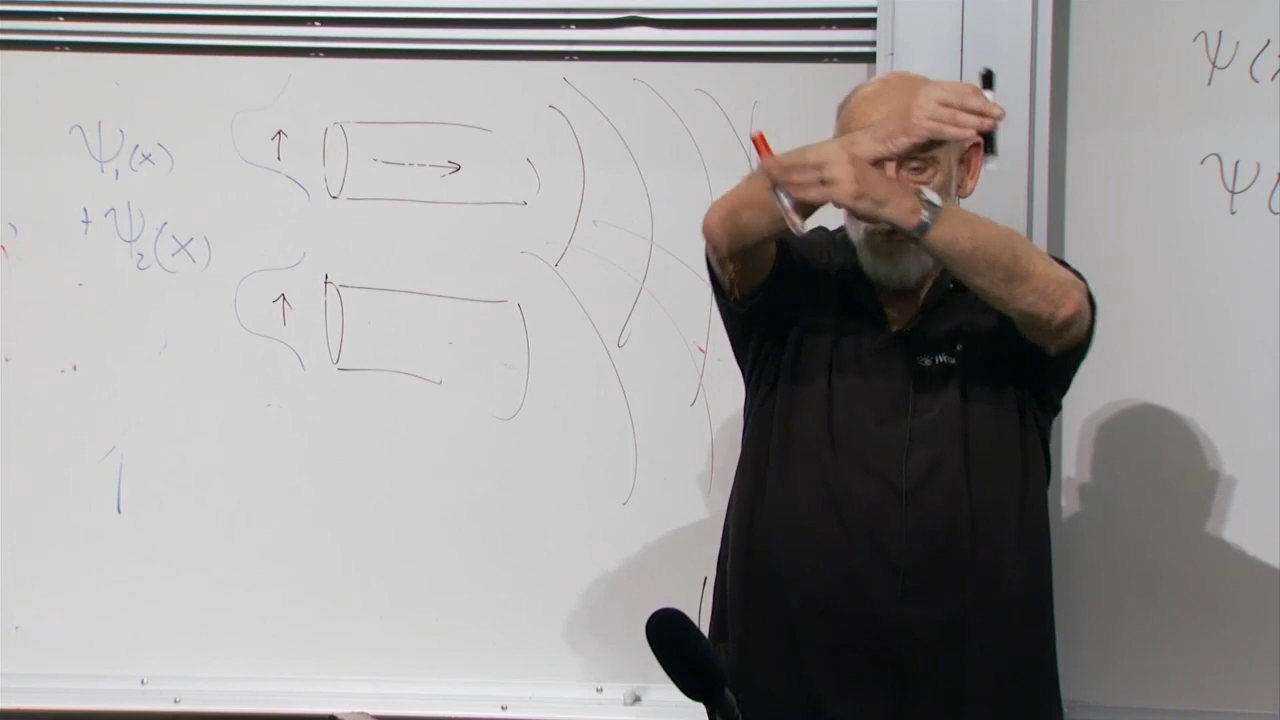 ψ₁(x)
+ ψ₂(x)
ψ(
ψ(